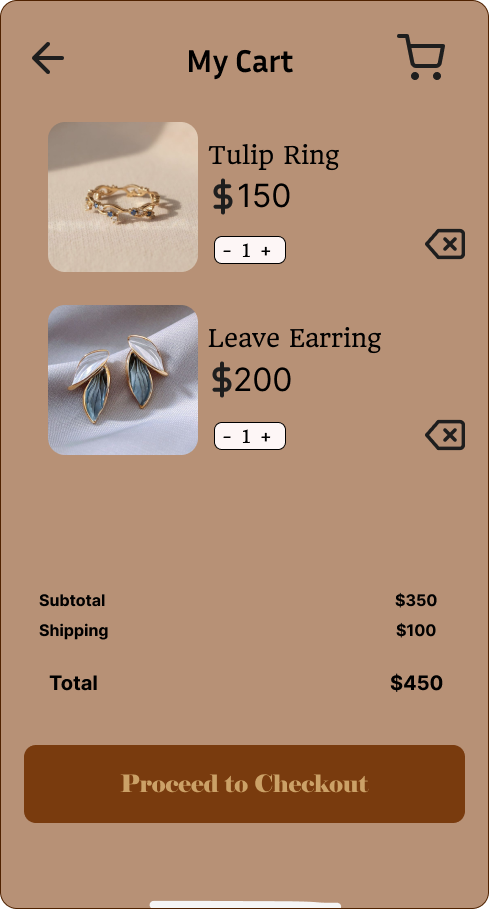 My Cart
Tulip Ring
$150
- 1 +
Leave Earring
$200
- 1 +
Subtotal $350
Shipping $100
Total $450
Proceed to Checkout